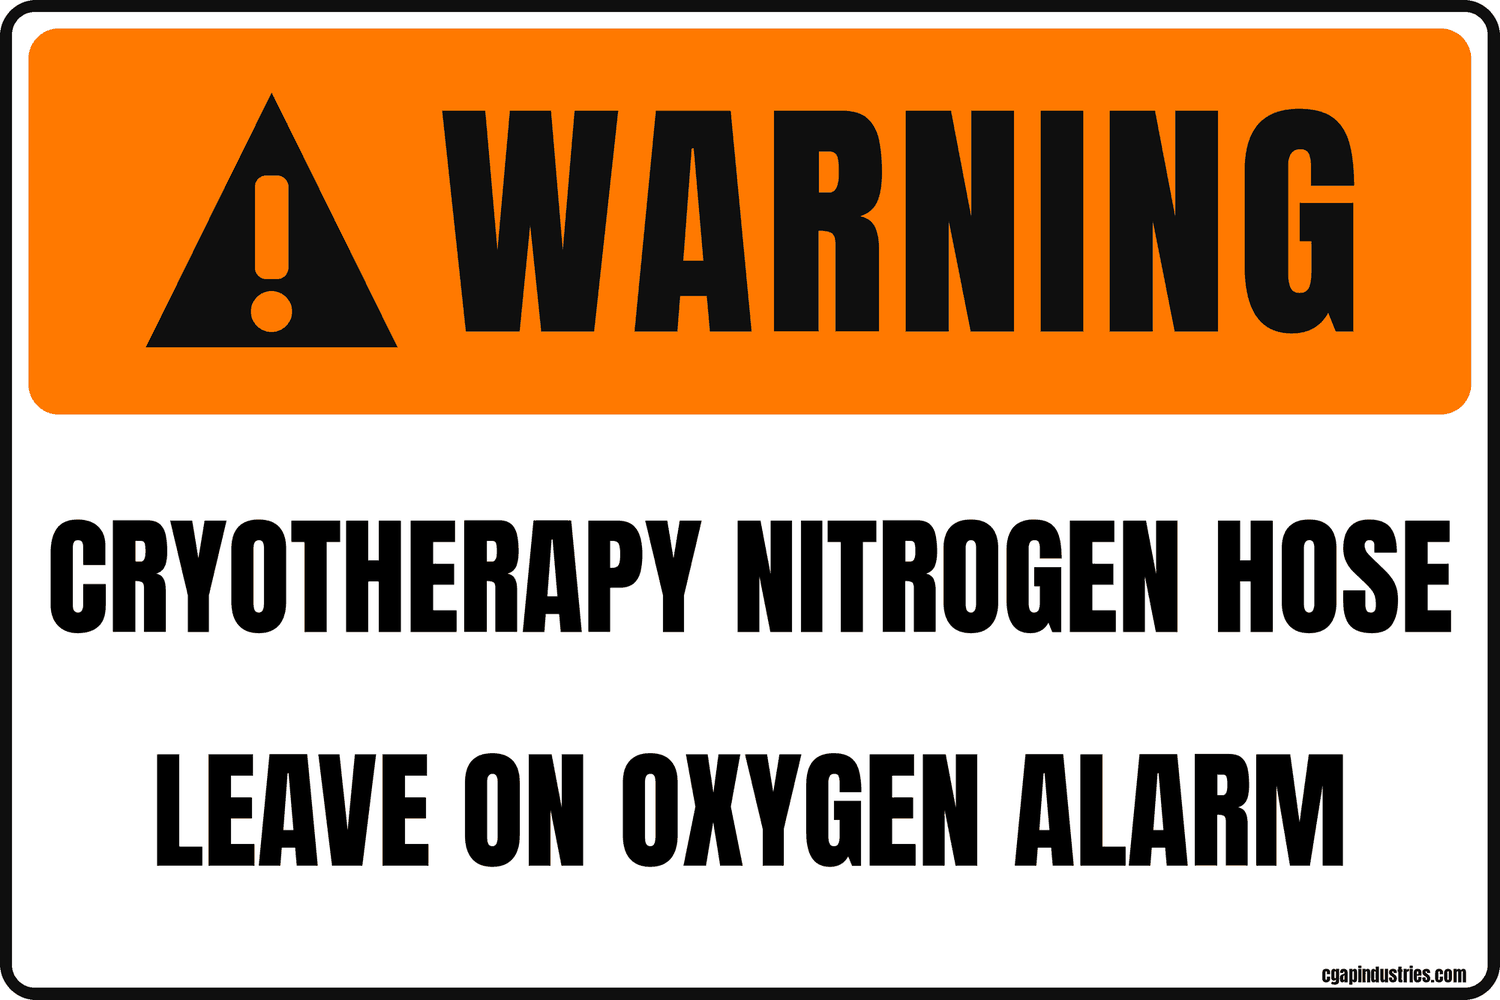 WARNING
CRYOTHERAPY NITROGEN HOSE
LEAVE ON OXYGEN ALARM
cgapindustries.com